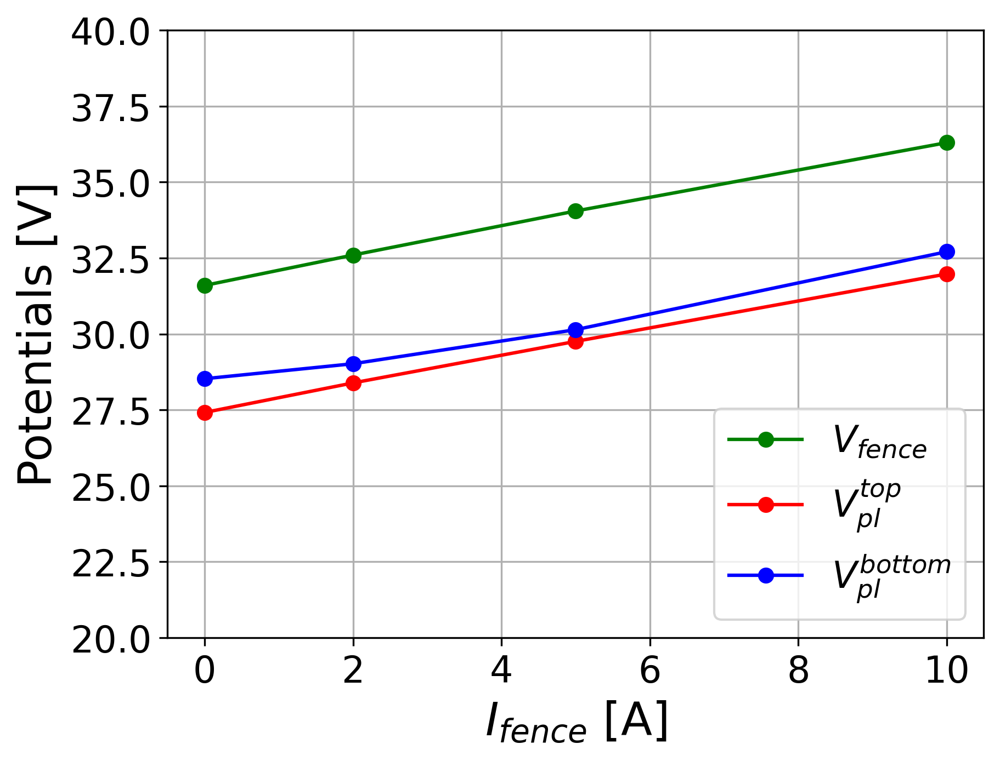 40.0
37.5
35.0
32.5
30.0
27.5
25.0
22.5
20.0
Potentials [V]
0 2 4 6 8 10
I_fence [A]
V_fence
V_pl^top
V_pl^bottom